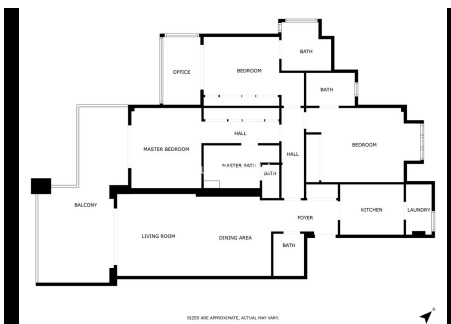 BATH
BEDROOM
OFFICE
BATH
HALL
MASTER BEDROOM
BEDROOM
HALL
MASTER BATH
BATH
BALCONY
KITCHEN
LAUNDRY
FOYER
LIVING ROOM
DINING AREA
BATH
SIZES ARE APPROXIMATE, ACTUAL MAY VARY.